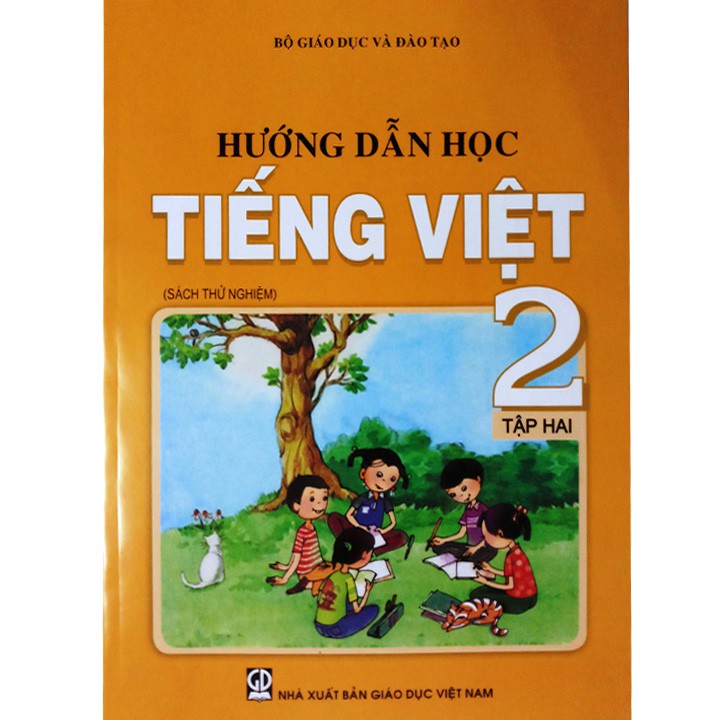 BỘ GIÁO DỤC VÀ ĐÀO TẠO
HƯỚNG DẪN HỌC
TIẾNG VIỆT
(SÁCH THỬ NGHIỆM)
2
TẬP HAI
GD
NHÀ XUẤT BẢN GIÁO DỤC VIỆT NAM